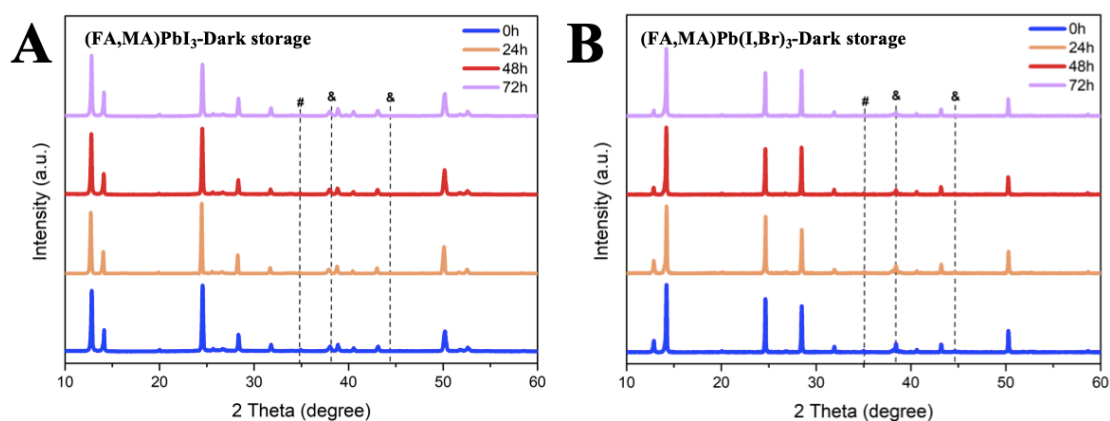 A
(FA,MA)PbI₃-Dark storage
0h
24h
48h
72h
#
&
&
Intensity (a.u.)
10 20 30 40 50 60
2 Theta (degree)
B
(FA,MA)Pb(I,Br)₃-Dark storage
0h
24h
48h
72h
#
&
&
Intensity (a.u.)
10 20 30 40 50 60
2 Theta (degree)